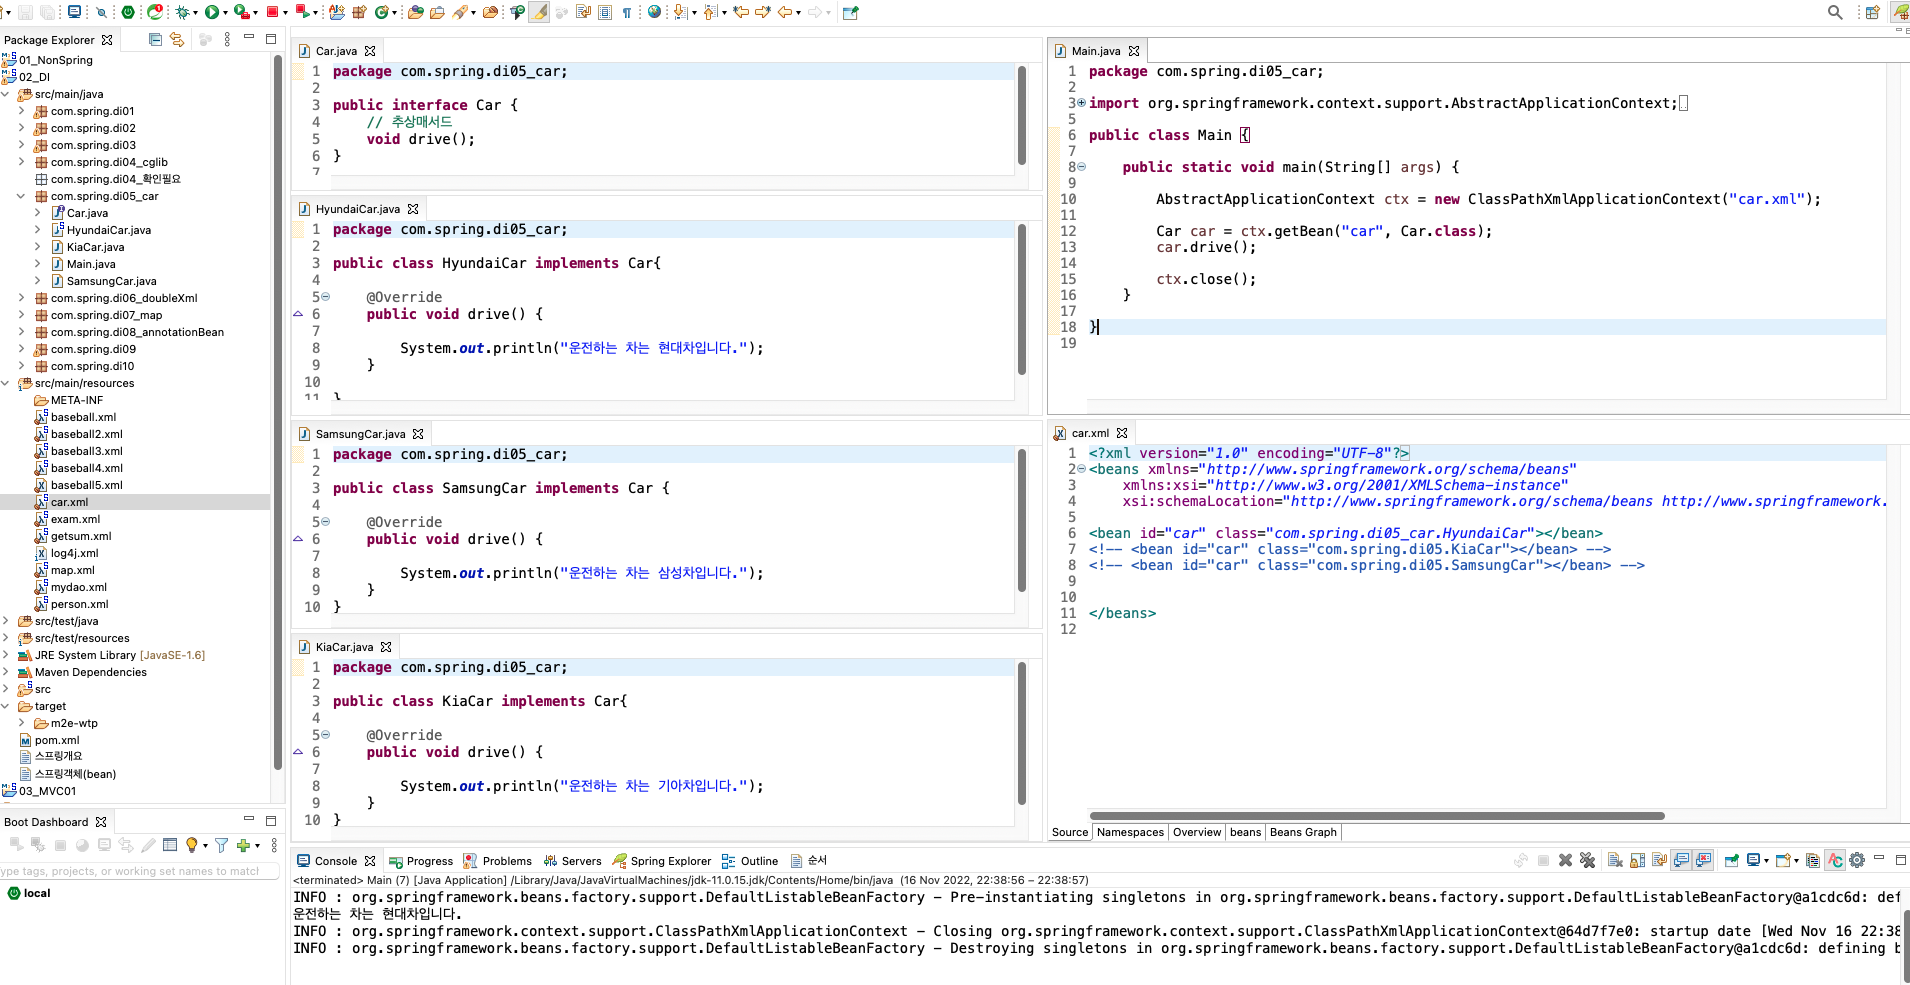 Package Explorer
01_NonSpring
02_DI
src/main/java
com.spring.di01
com.spring.di02
com.spring.di03
com.spring.di04_cglib
com.spring.di04_확인필요
com.spring.di05_car
Car.java
HyundaiCar.java
KiaCar.java
Main.java
SamsungCar.java
com.spring.di06_doubleXml
com.spring.di07_map
com.spring.di08_annotationBean
com.spring.di09
com.spring.di10
src/main/resources
META-INF
baseball.xml
baseball2.xml
baseball3.xml
baseball4.xml
baseball5.xml
car.xml
exam.xml
getsum.xml
log4j.xml
map.xml
mydao.xml
person.xml
src/test/java
src/test/resources
JRE System Library [JavaSE-1.6]
Maven Dependencies
src
target
m2e-wtp
pom.xml
스프링개요
스프링객체(bean)
03_MVC01
Boot Dashboard
ype tags, projects, or working set names to match
local
Car.java
1 package com.spring.di05_car;
2
3 public interface Car {
4 // 추상매서드
5 void drive();
6 }
7
HyundaiCar.java
1 package com.spring.di05_car;
2
3 public class HyundaiCar implements Car{
4
5 @Override
6 public void drive() {
7
8 System.out.println("운전하는 차는 현대차입니다.");
9 }
10
11 }
SamsungCar.java
1 package com.spring.di05_car;
2
3 public class SamsungCar implements Car {
4
5 @Override
6 public void drive() {
7
8 System.out.println("운전하는 차는 삼성차입니다.");
9 }
10 }
KiaCar.java
1 package com.spring.di05_car;
2
3 public class KiaCar implements Car{
4
5 @Override
6 public void drive() {
7
8 System.out.println("운전하는 차는 기아차입니다.");
9 }
10 }
Main.java
1 package com.spring.di05_car;
2
3 import org.springframework.context.support.AbstractApplicationContext;
5
6 public class Main {
7
8 public static void main(String[] args) {
9
10 AbstractApplicationContext ctx = new ClassPathXmlApplicationContext("car.xml");
11
12 Car car = ctx.getBean("car", Car.class);
13 car.drive();
14
15 ctx.close();
16 }
17
18 }
19
car.xml
1 <?xml version="1.0" encoding="UTF-8"?>
2 <beans xmlns="http://www.springframework.org/schema/beans"
3 xmlns:xsi="http://www.w3.org/2001/XMLSchema-instance"
4 xsi:schemaLocation="http://www.springframework.org/schema/beans http://www.springframework.
5
6 <bean id="car" class="com.spring.di05_car.HyundaiCar"></bean>
7 <!-- <bean id="car" class="com.spring.di05.KiaCar"></bean> -->
8 <!-- <bean id="car" class="com.spring.di05.SamsungCar"></bean> -->
9
10
11 </beans>
12
Source Namespaces Overview beans Beans Graph
Console Progress Problems Servers Spring Explorer Outline 순서
<terminated> Main (7) [Java Application] /Library/Java/JavaVirtualMachines/jdk-11.0.15.jdk/Contents/Home/bin/java (16 Nov 2022, 22:38:56 – 22:38:57)
INFO : org.springframework.beans.factory.support.DefaultListableBeanFactory - Pre-instantiating singletons in org.springframework.beans.factory.support.DefaultListableBeanFactory@a1cdc6d: def
운전하는 차는 현대차입니다.
INFO : org.springframework.context.support.ClassPathXmlApplicationContext - Closing org.springframework.context.support.ClassPathXmlApplicationContext@64d7f7e0: startup date [Wed Nov 16 22:38
INFO : org.springframework.beans.factory.support.DefaultListableBeanFactory - Destroying singletons in org.springframework.beans.factory.support.DefaultListableBeanFactory@a1cdc6d: defining b